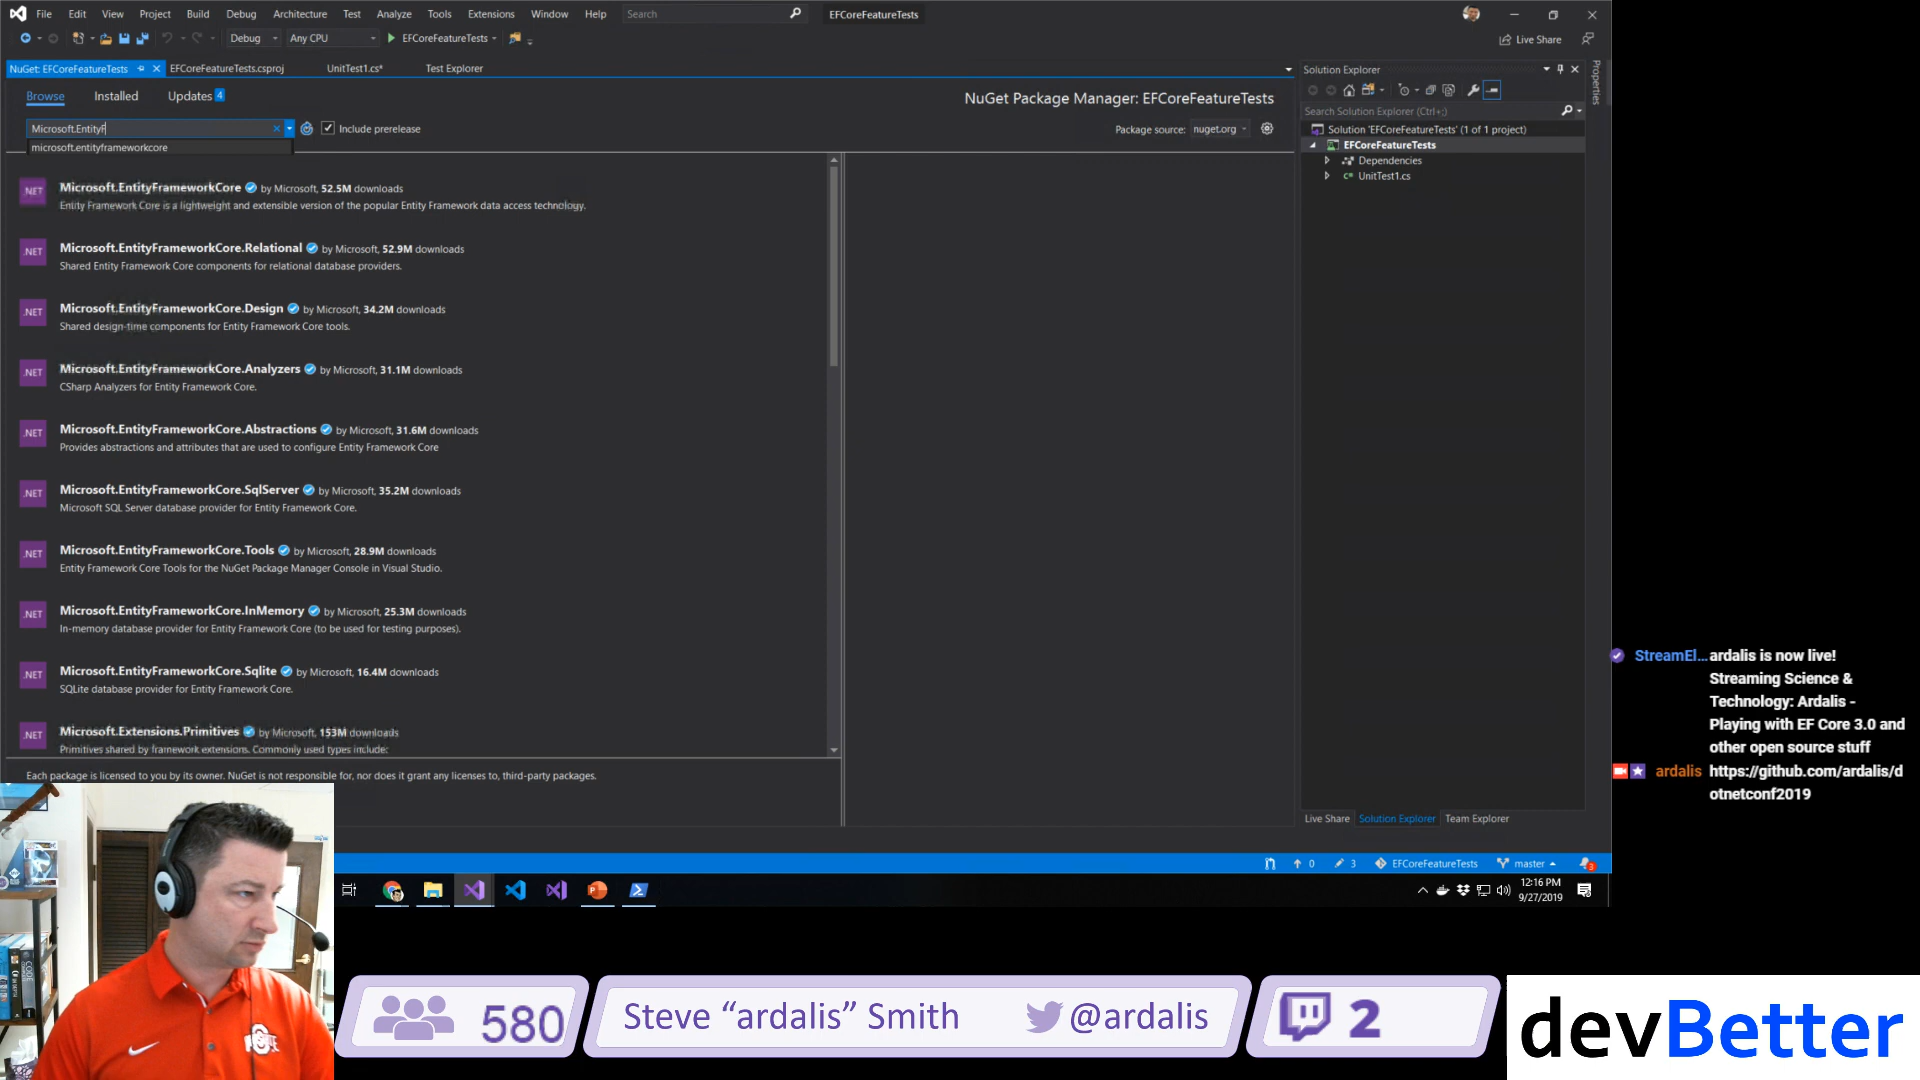 File Edit View Project Build Debug Architecture Test Analyze Tools Extensions Window Help Search EFCoreFeatureTests
Debug Any CPU EFCoreFeatureTests Live Share
NuGet: EFCoreFeatureTests EFCoreFeatureTests.csproj UnitTest1.cs* Test Explorer
Browse Installed Updates 4
NuGet Package Manager: EFCoreFeatureTests
Microsoft.EntityF
Include prerelease
Package source: nuget.org
microsoft.entityframeworkcore
.NET Microsoft.EntityFrameworkCore by Microsoft, 52.5M downloads
Entity Framework Core is a lightweight and extensible version of the popular Entity Framework data access technology.
.NET Microsoft.EntityFrameworkCore.Relational by Microsoft, 52.9M downloads
Shared Entity Framework Core components for relational database providers.
.NET Microsoft.EntityFrameworkCore.Design by Microsoft, 34.2M downloads
Shared design-time components for Entity Framework Core tools.
.NET Microsoft.EntityFrameworkCore.Analyzers by Microsoft, 31.1M downloads
CSharp Analyzers for Entity Framework Core.
.NET Microsoft.EntityFrameworkCore.Abstractions by Microsoft, 31.6M downloads
Provides abstractions and attributes that are used to configure Entity Framework Core
.NET Microsoft.EntityFrameworkCore.SqlServer by Microsoft, 35.2M downloads
Microsoft SQL Server database provider for Entity Framework Core.
.NET Microsoft.EntityFrameworkCore.Tools by Microsoft, 28.9M downloads
Entity Framework Core Tools for the NuGet Package Manager Console in Visual Studio.
.NET Microsoft.EntityFrameworkCore.InMemory by Microsoft, 25.3M downloads
In-memory database provider for Entity Framework Core (to be used for testing purposes).
.NET Microsoft.EntityFrameworkCore.Sqlite by Microsoft, 16.4M downloads
SQLite database provider for Entity Framework Core.
.NET Microsoft.Extensions.Primitives by Microsoft, 153M downloads
Primitives shared by framework extensions. Commonly used types include:
Each package is licensed to you by its owner. NuGet is not responsible for, nor does it grant any licenses to, third-party packages.
Solution Explorer
Search Solution Explorer (Ctrl+;)
Solution 'EFCoreFeatureTests' (1 of 1 project)
EFCoreFeatureTests
Dependencies
C# UnitTest1.cs
Properties
Live Share Solution Explorer Team Explorer
0 3 EFCoreFeatureTests master 3
12:16 PM
9/27/2019
StreamEl... ardalis is now live!
Streaming Science &
Technology: Ardalis -
Playing with EF Core 3.0 and
other open source stuff
ardalis https://github.com/ardalis/d
otnetconf2019
580
Steve “ardalis” Smith @ardalis
2
devBetter